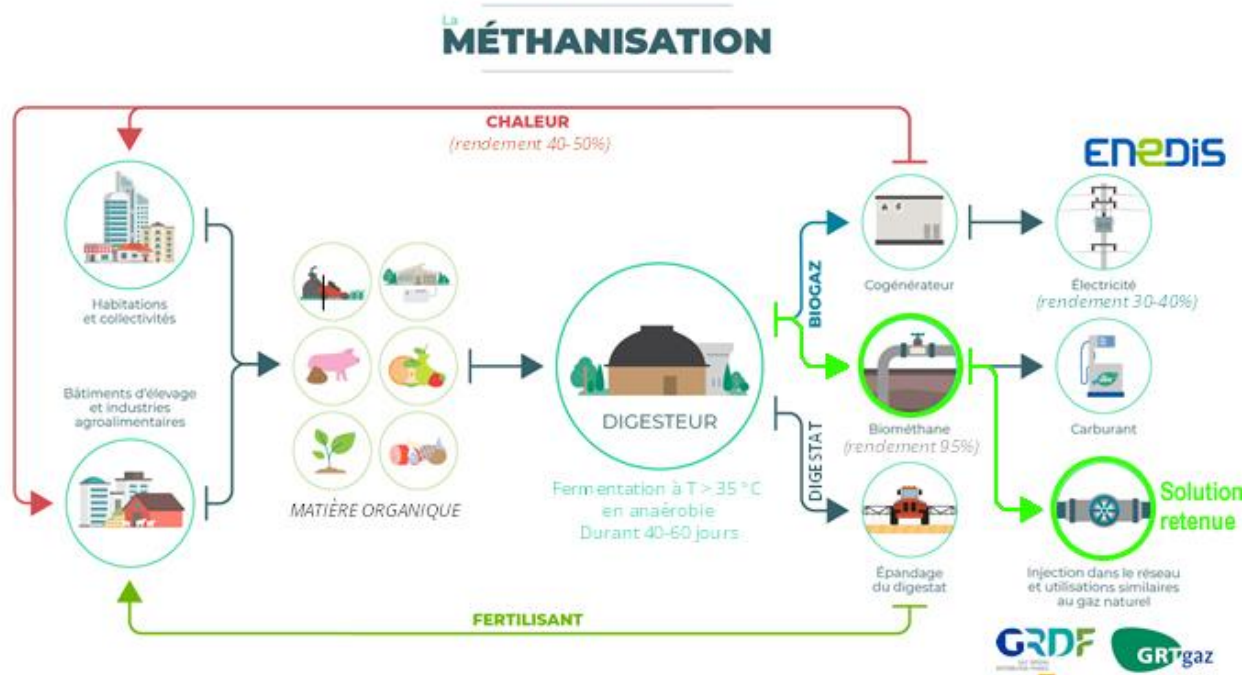 La
MÉTHANISATION
CHALEUR
(rendement 40-50%)
ENEDIS
Habitations
et collectivités
Cogénérateur
Électricité
(rendement 30-40%)
BIOGAZ
Bâtiments d'élevage
et industries
agroalimentaires
DIGESTEUR
Biométhane
(rendement 95%)
Carburant
DIGESTAT
MATIÈRE ORGANIQUE
Fermentation à T > 35 °C
en anaérobie
Durant 40-60 jours
Solution
retenue
Épandage
du digestat
Injection dans le réseau
et utilisations similaires
au gaz naturel
FERTILISANT
GRDF
GRTgaz